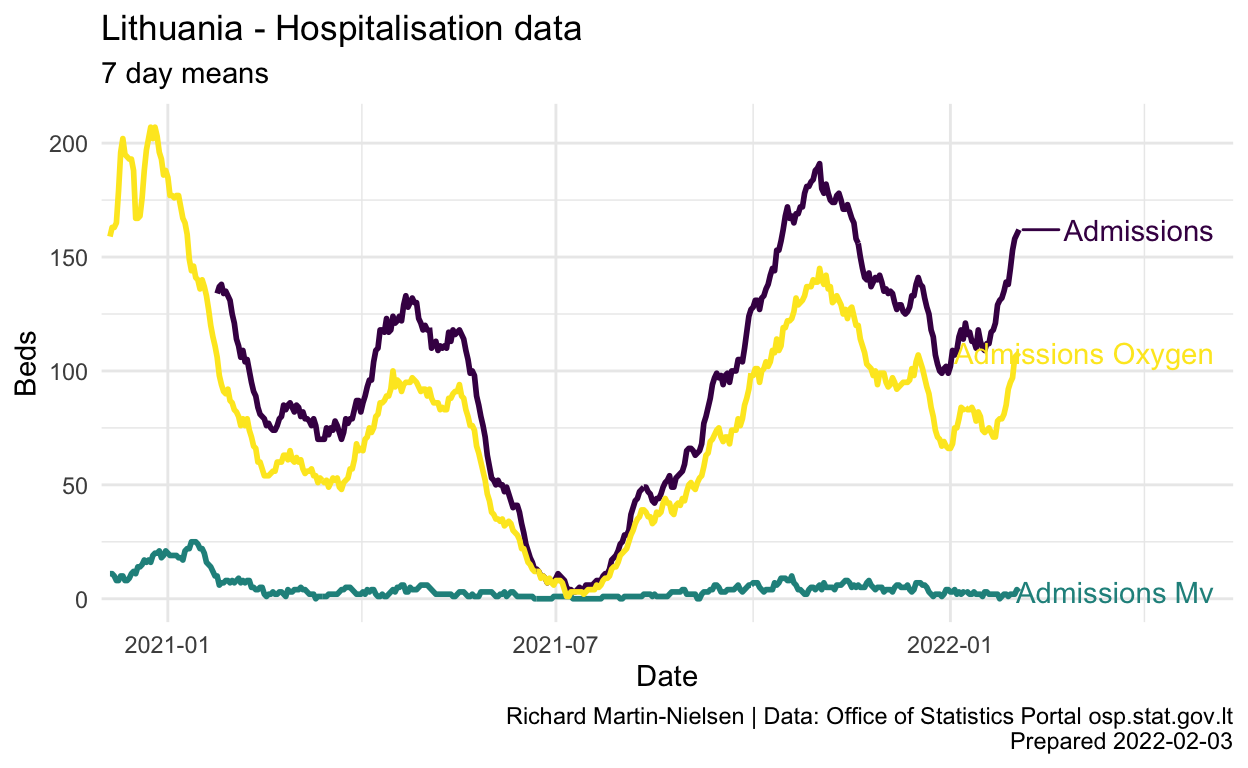 Lithuania - Hospitalisation data
7 day means
Beds
200
150
100
50
0
Admissions
Admissions Oxygen
Admissions Mv
2021-01
2021-07
2022-01
Date
Richard Martin-Nielsen | Data: Office of Statistics Portal osp.stat.gov.lt
Prepared 2022-02-03